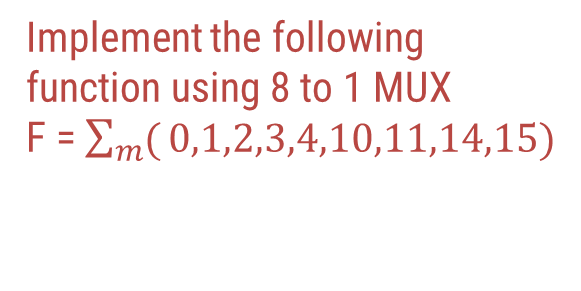 Implement the following
function using 8 to 1 MUX
F = ∑m( 0,1,2,3,4,10,11,14,15)